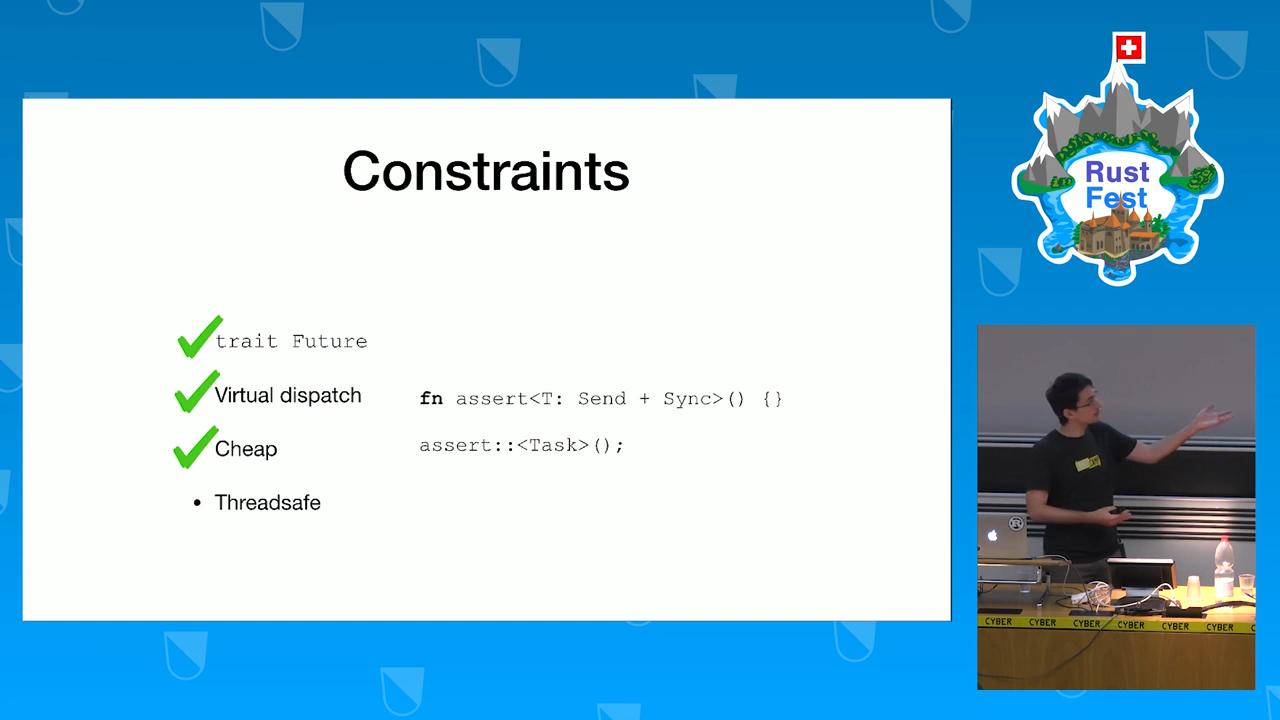 Constraints
trait Future
Virtual dispatch
fn assert<T: Send + Sync>() {}
Cheap
assert::<Task>();
• Threadsafe
Rust
Fest
CYBER CYBER CYBER CYBER CYBER CYBER